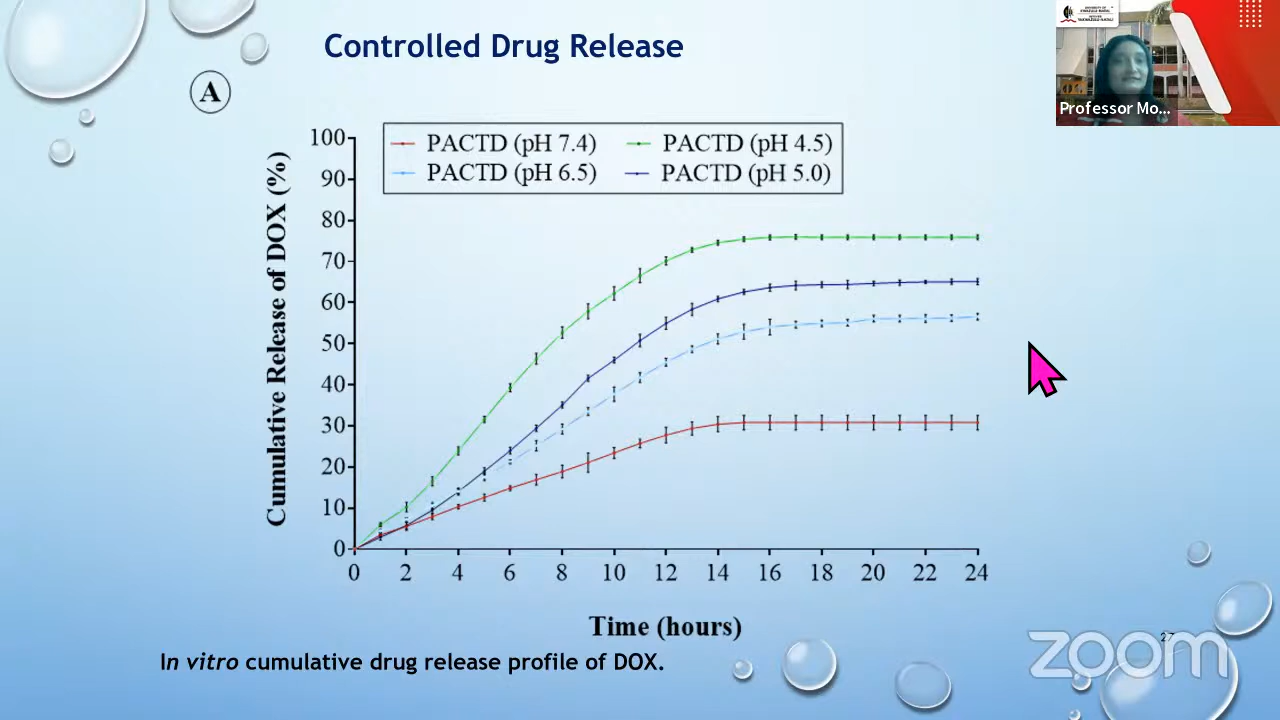 Controlled Drug Release
Professor Mo...
A
PACTD (pH 7.4)
PACTD (pH 4.5)
PACTD (pH 6.5)
PACTD (pH 5.0)
Cumulative Release of DOX (%)
100
90
80
70
60
50
40
30
20
10
0
0 2 4 6 8 10 12 14 16 18 20 22 24
Time (hours)
In vitro cumulative drug release profile of DOX.
27
zoom